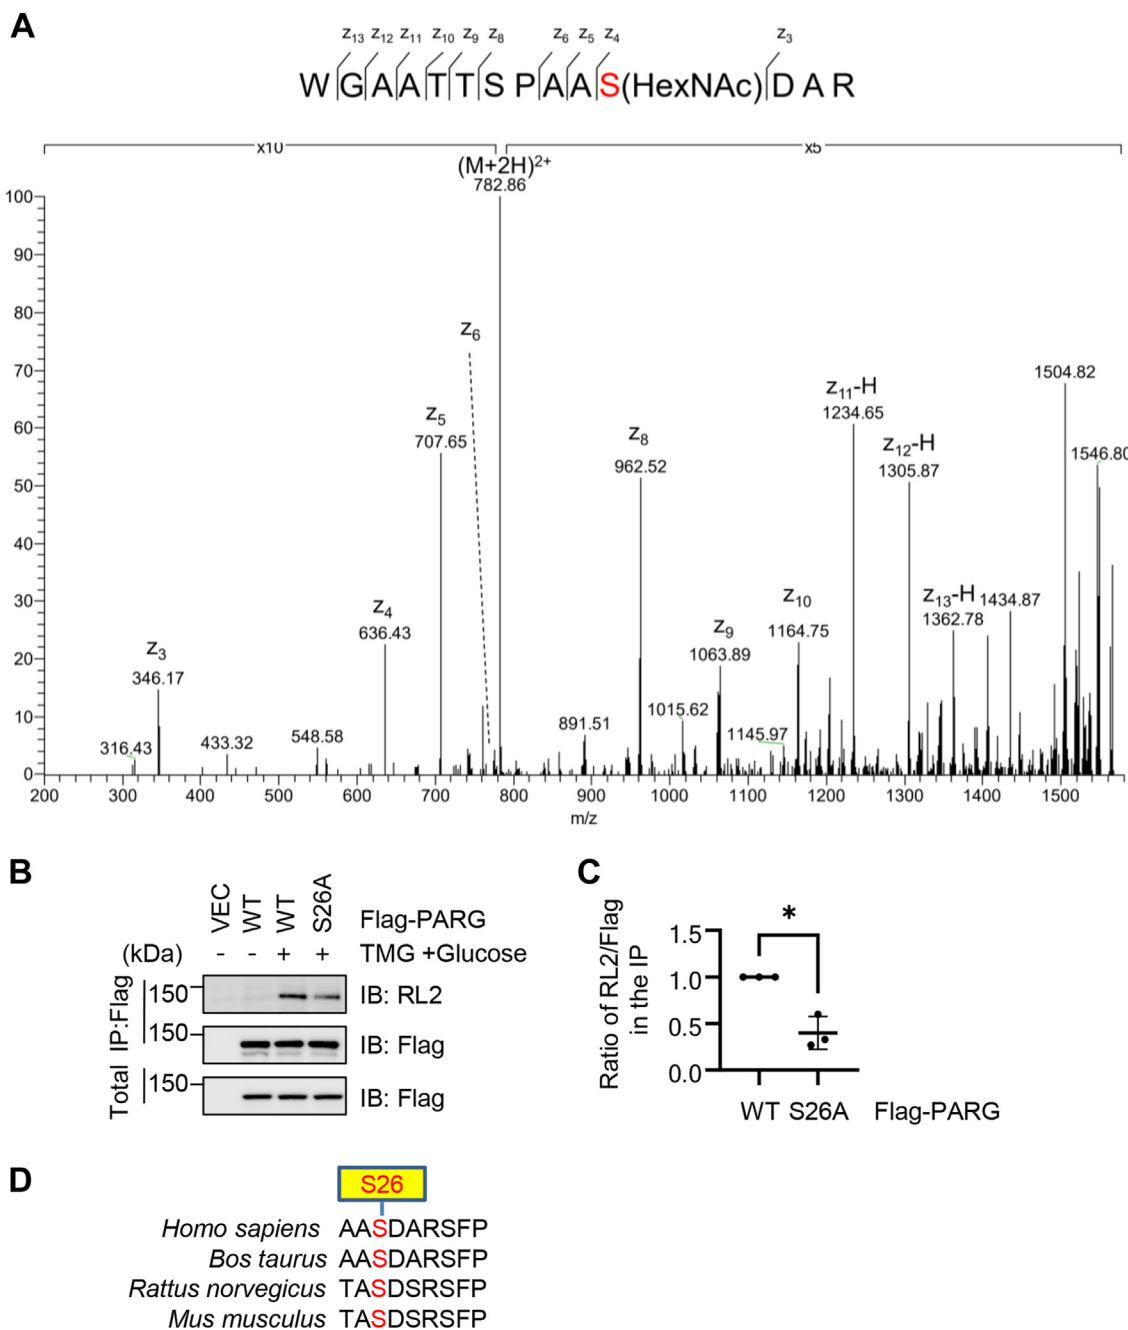 A
z13 z12 z11 z10 z9 z8 z6 z5 z4 z3
WGAATTSPAAS(HexNAc)DAR
x10 x5
(M+2H)2+
782.86
100
90
80
70
60
50
40
30
20
10
0
z3
346.17
316.43
433.32
548.58
z4
636.43
z5
707.65
z6
891.51
z8
962.52
1015.62
z9
1063.89
1145.97
z10
1164.75
z11-H
1234.65
z12-H
1305.87
z13-H
1362.78
1434.87
1504.82
1546.80
200 300 400 500 600 700 800 900 1000 1100 1200 1300 1400 1500
m/z
B
VEC WT WT S26A Flag-PARG
(kDa) - - + + TMG +Glucose
IP:Flag
150 IB: RL2
150 IB: Flag
Total
150 IB: Flag
C
Ratio of RL2/Flag
in the IP
1.5
1.0
0.5
0.0
*
WT S26A Flag-PARG
D
S26
Homo sapiens AASDARSFP
Bos taurus AASDARSFP
Rattus norvegicus TASDSRSFP
Mus musculus TASDSRSFP